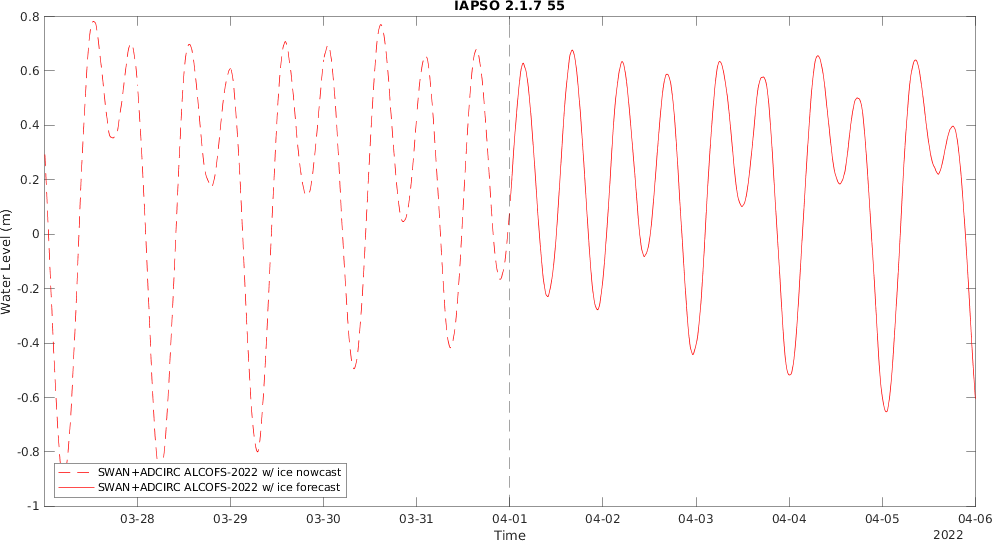 IAPSO 2.1.7 55
0.8
0.6
0.4
0.2
0
-0.2
-0.4
-0.6
-0.8
-1
Water Level (m)
SWAN+ADCIRC ALCOFS-2022 w/ ice nowcast
SWAN+ADCIRC ALCOFS-2022 w/ ice forecast
03-28 03-29 03-30 03-31 04-01 04-02 04-03 04-04 04-05 04-06
Time
2022